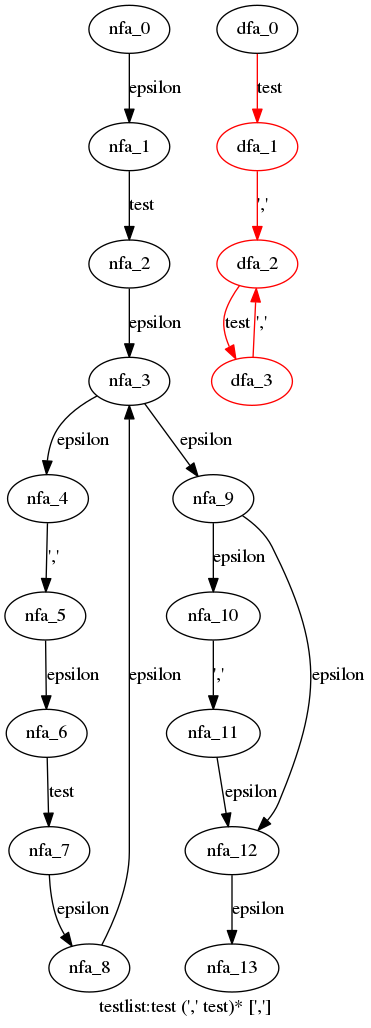 nfa_0 dfa_0
epsilon test
nfa_1 dfa_1
test ','
nfa_2 dfa_2
epsilon test ','
nfa_3 dfa_3
epsilon epsilon
nfa_4 nfa_9
',' epsilon
nfa_5 nfa_10
epsilon epsilon ',' epsilon
nfa_6 nfa_11
test epsilon
nfa_7 nfa_12
epsilon epsilon
nfa_8 nfa_13
testlist:test (',' test)* [',']